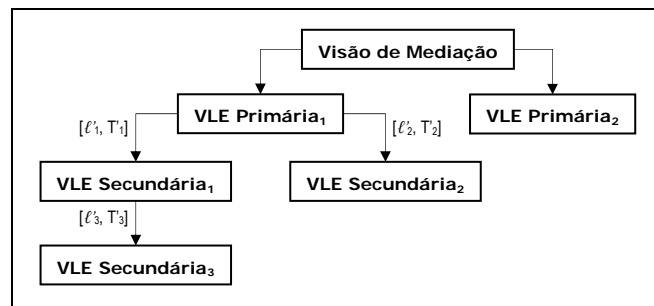 Visão de Mediação
VLE Primária₁
VLE Primária₂
[ℓ'₁, T'₁]
[ℓ'₂, T'₂]
VLE Secundária₁
VLE Secundária₂
[ℓ'₃, T'₃]
VLE Secundária₃